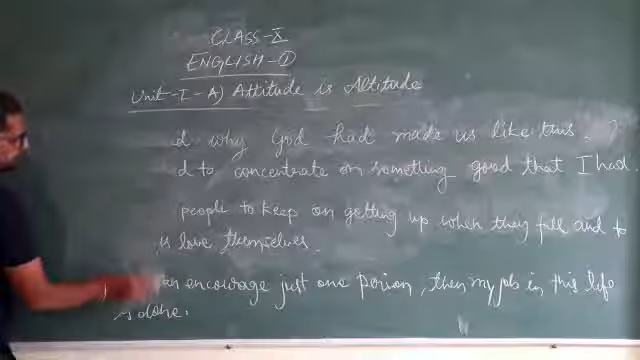 CLASS-X
ENGLISH-①
Unit-I-A) Attitude is Altitude
d why God had made us like this. ?
d to concentrate on something good that I had.
people to keep on getting up when they fall and to
love themselves.
an encourage just one person, then my job in this life
is done.